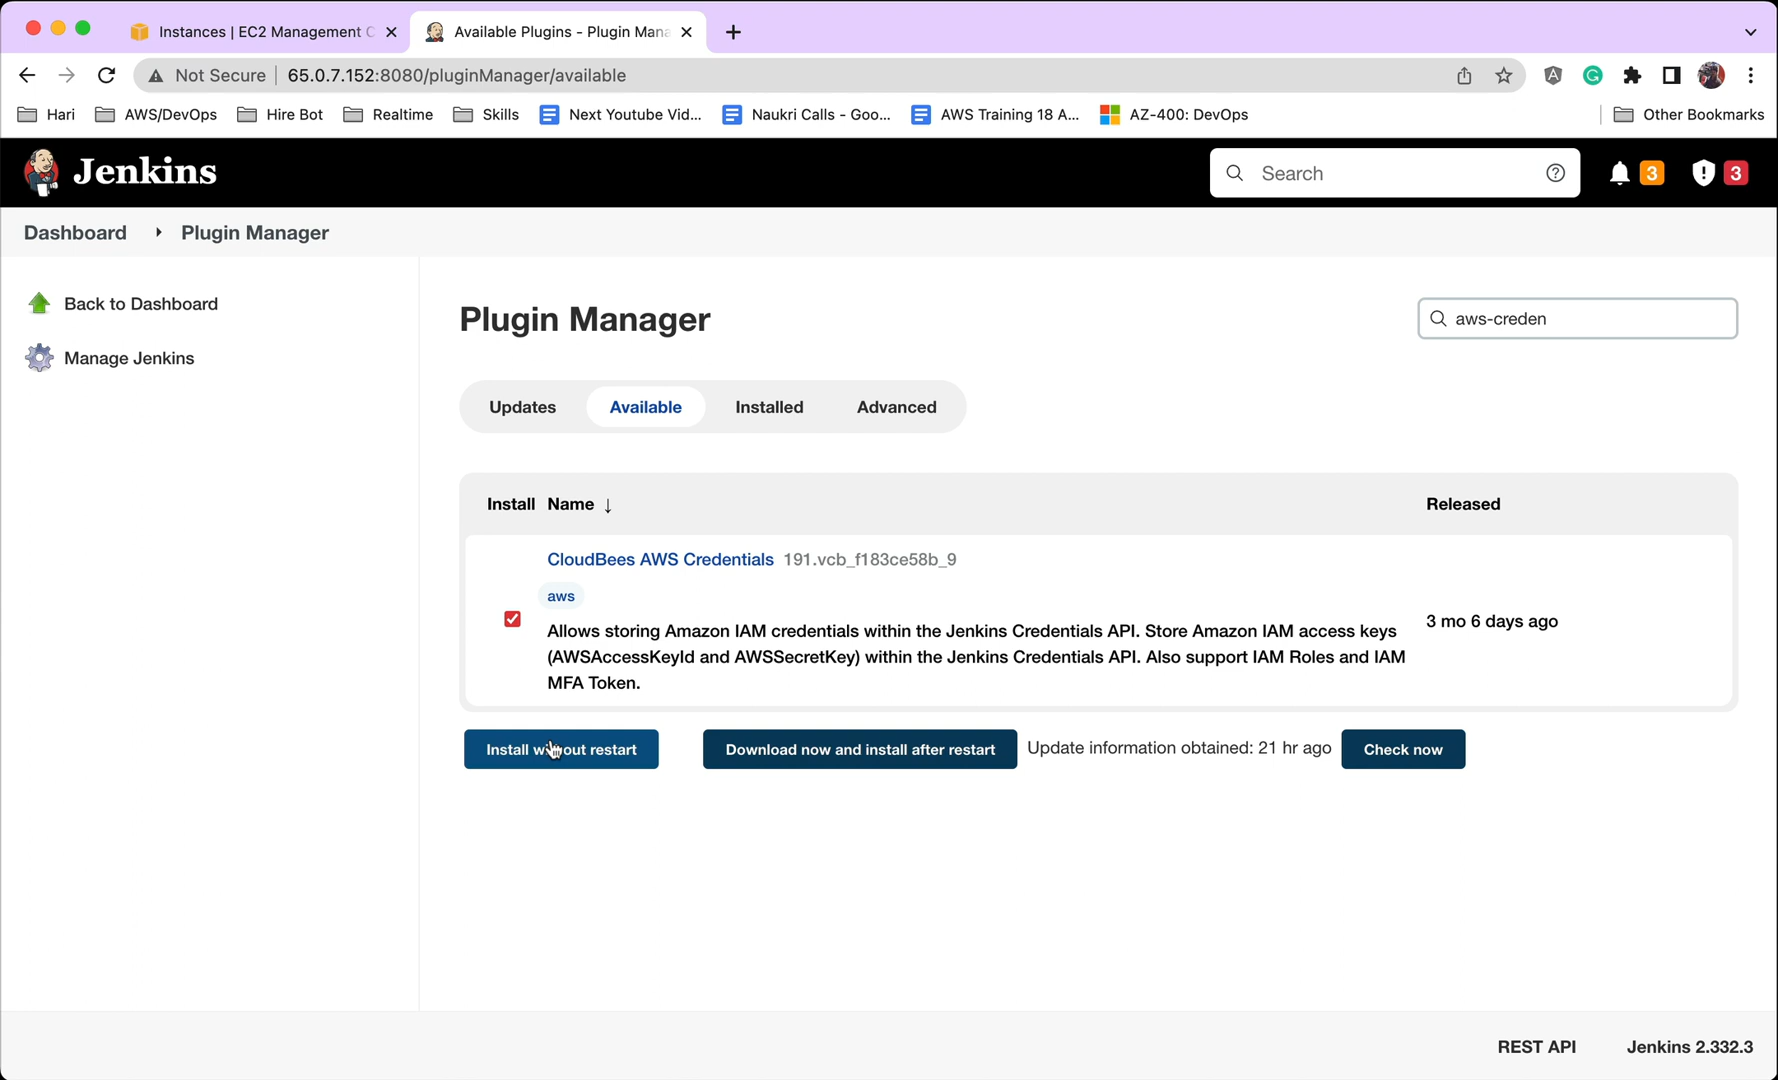 Instances | EC2 Management C
Available Plugins - Plugin Mana
Not Secure
65.0.7.152:8080/pluginManager/available
Hari
AWS/DevOps
Hire Bot
Realtime
Skills
Next Youtube Vid...
Naukri Calls - Goo...
AWS Training 18 A...
AZ-400: DevOps
Other Bookmarks
Jenkins
Search
3
3
Dashboard
Plugin Manager
Back to Dashboard
Manage Jenkins
Plugin Manager
aws-creden
Updates
Available
Installed
Advanced
Install Name ↓
Released
CloudBees AWS Credentials 191.vcb_f183ce58b_9
aws
Allows storing Amazon IAM credentials within the Jenkins Credentials API. Store Amazon IAM access keys
(AWSAccessKeyId and AWSSecretKey) within the Jenkins Credentials API. Also support IAM Roles and IAM
MFA Token.
3 mo 6 days ago
Install without restart
Download now and install after restart
Update information obtained: 21 hr ago
Check now
REST API
Jenkins 2.332.3